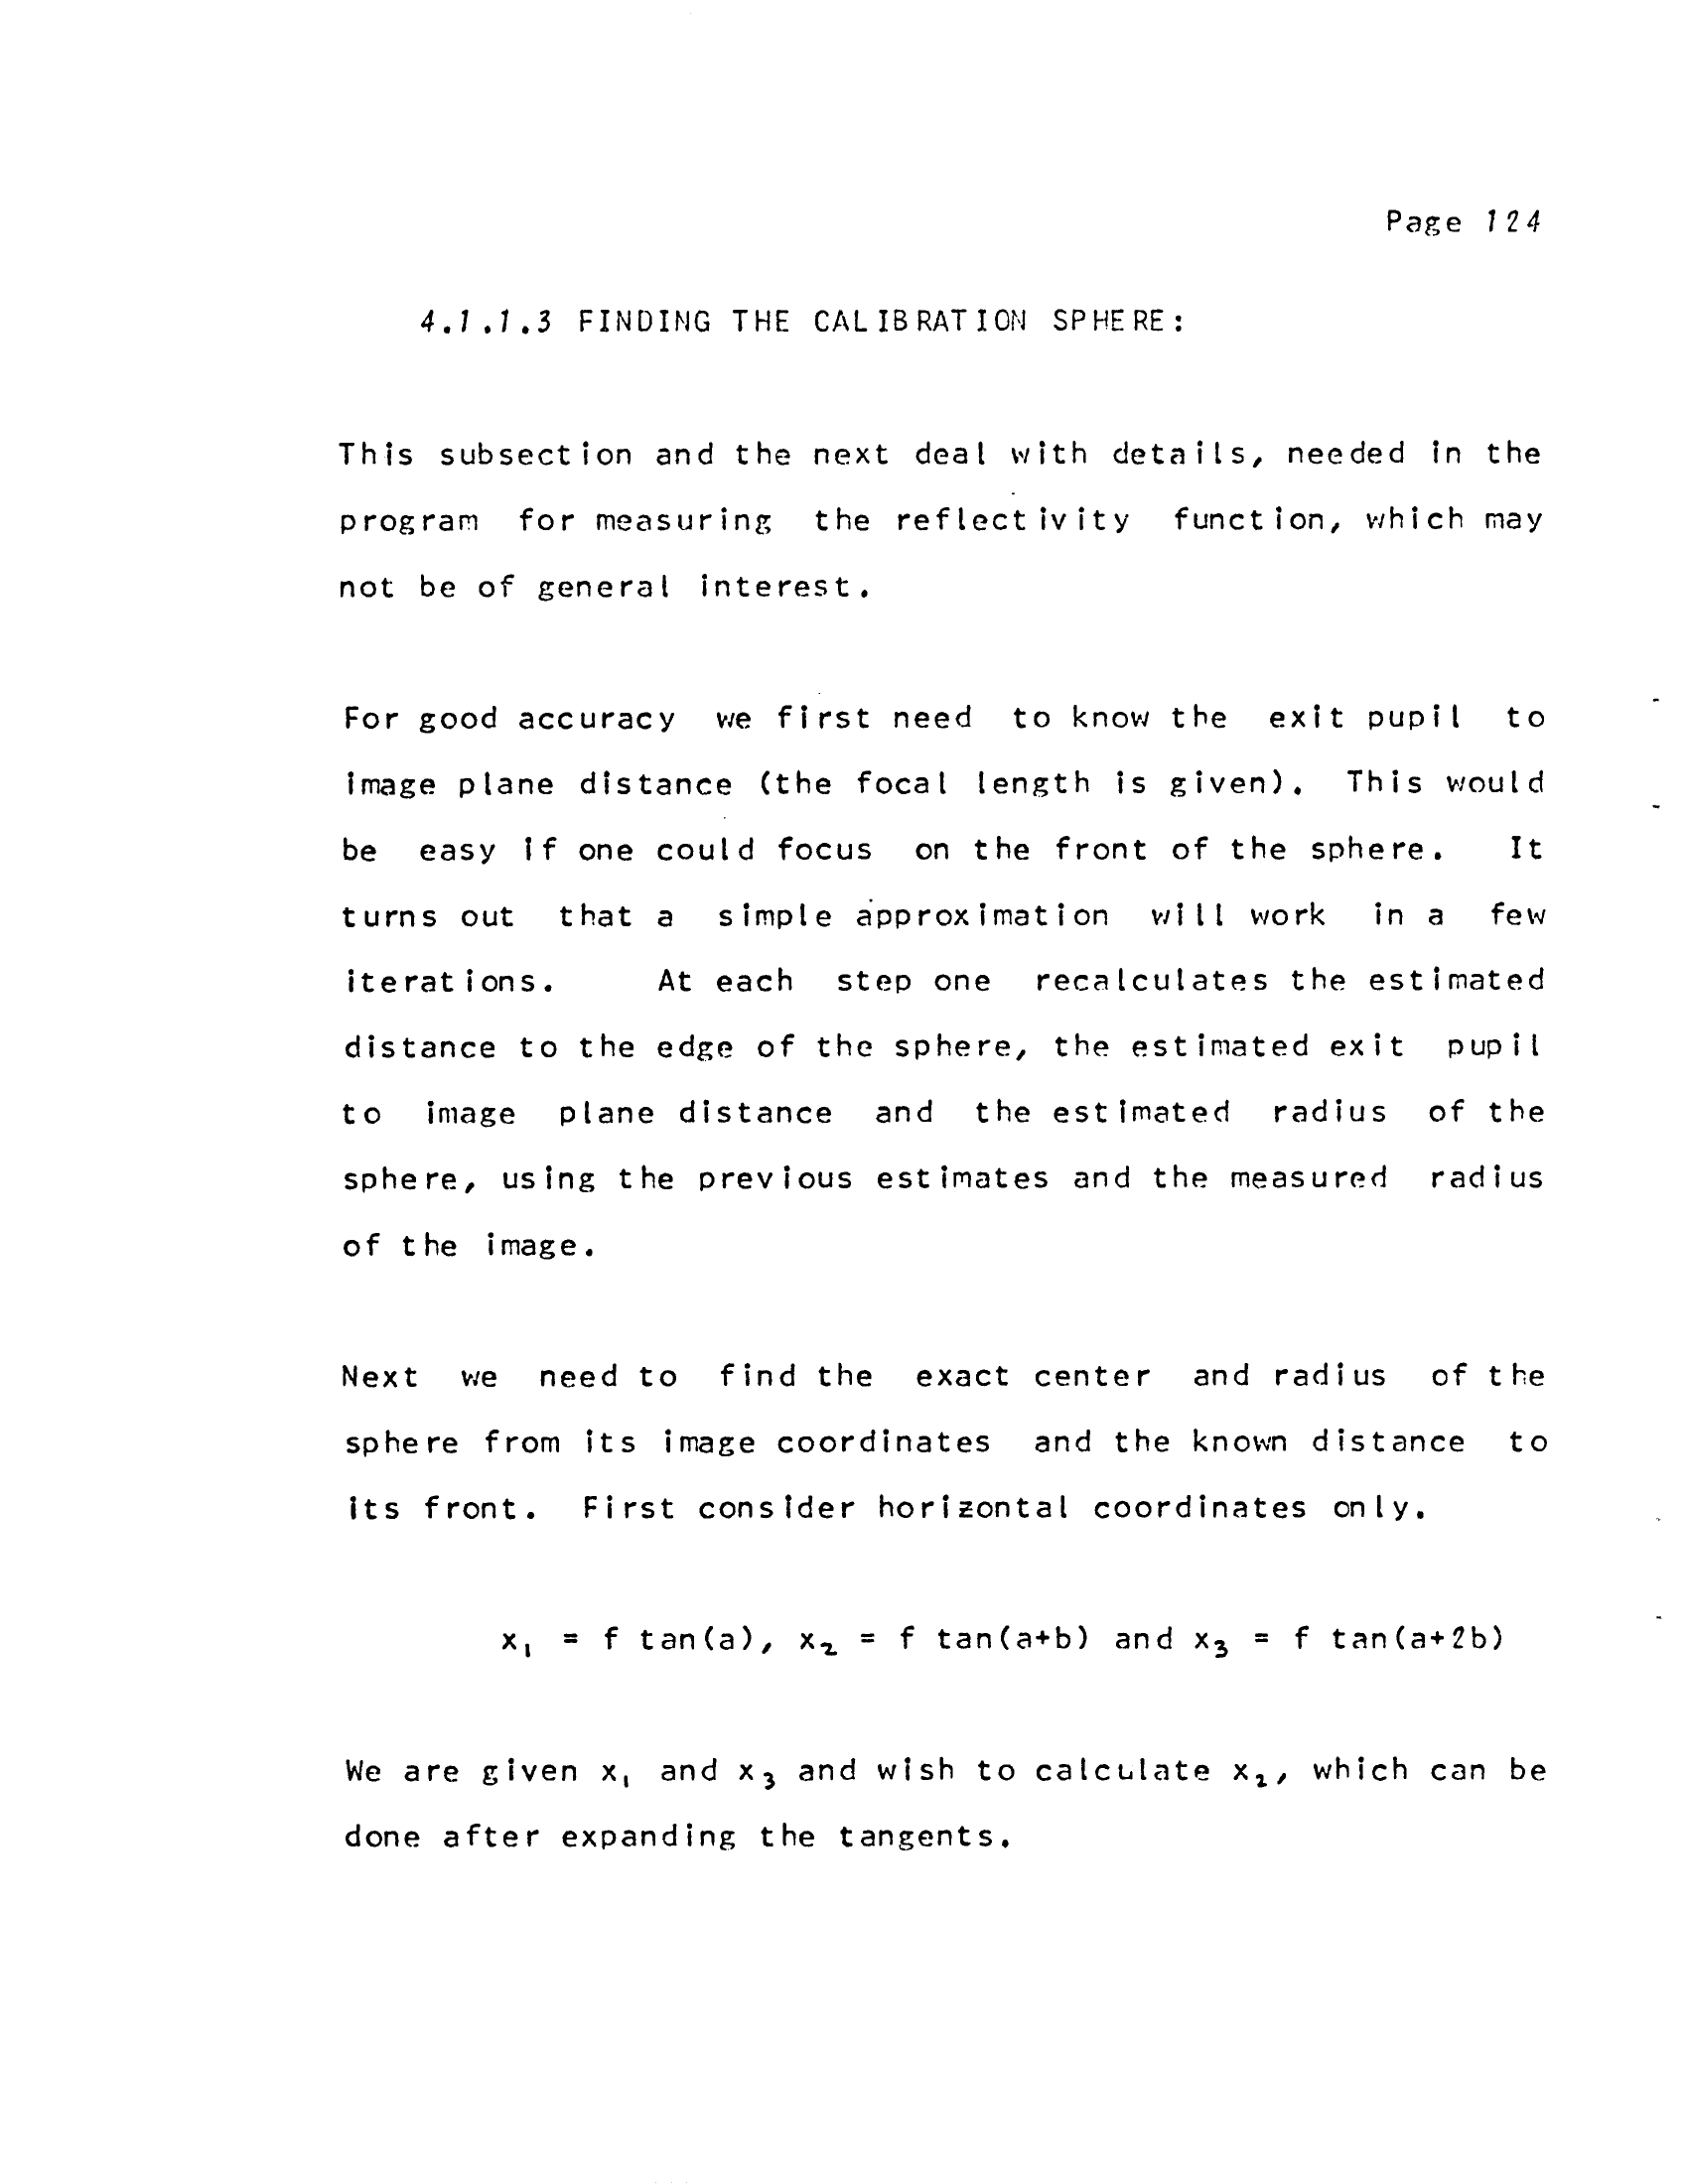 Page 124
4.1.1.3 FINDING THE CALIBRATION SPHERE:
This subsection and the next deal with details, needed in the
program for measuring the reflectivity function, which may
not be of general interest.
For good accuracy we first need to know the exit pupil to
image plane distance (the focal length is given). This would
be easy if one could focus on the front of the sphere. It
turns out that a simple approximation will work in a few
iterations. At each step one recalculates the estimated
distance to the edge of the sphere, the estimated exit pupil
to image plane distance and the estimated radius of the
sphere, using the previous estimates and the measured radius
of the image.
Next we need to find the exact center and radius of the
sphere from its image coordinates and the known distance to
its front. First consider horizontal coordinates only.
x₁ = f tan(a), x₂ = f tan(a+b) and x₃ = f tan(a+2b)
We are given x₁ and x₃ and wish to calculate x₂, which can be
done after expanding the tangents.